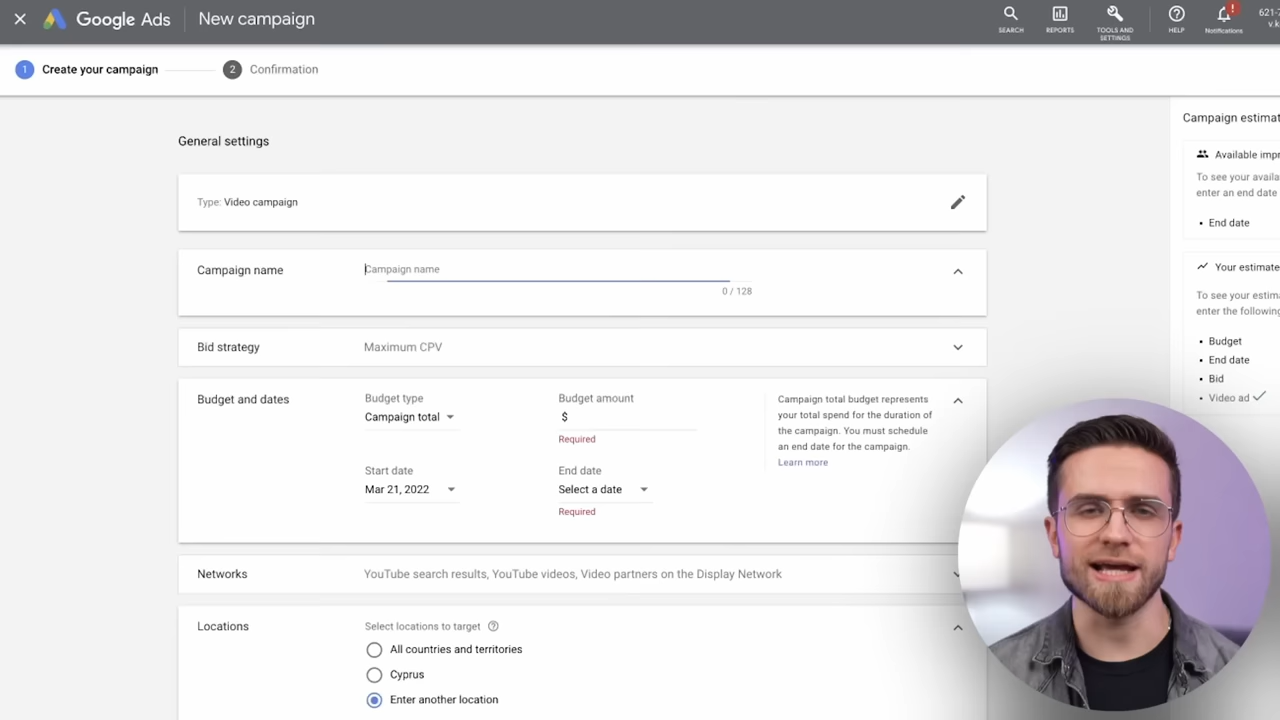 Google Ads New campaign
SEARCH
REPORTS
TOOLS AND
SETTINGS
HELP
!
Notifications
621-7
v.k
1 Create your campaign
2 Confirmation
General settings
Type: Video campaign
Campaign name
Campaign name
0 / 128
Bid strategy
Maximum CPV
Budget and dates
Budget type
Campaign total
Budget amount
$
Required
Start date
Mar 21, 2022
End date
Select a date
Required
Campaign total budget represents
your total spend for the duration of
the campaign. You must schedule
an end date for the campaign.
Learn more
Networks
YouTube search results, YouTube videos, Video partners on the Display Network
Locations
Select locations to target ?
All countries and territories
Cyprus
Enter another location
Campaign estimat
Available impr
To see your availa
enter an end date
• End date
Your estimate
To see your estima
enter the following
• Budget
• End date
• Bid
• Video ad